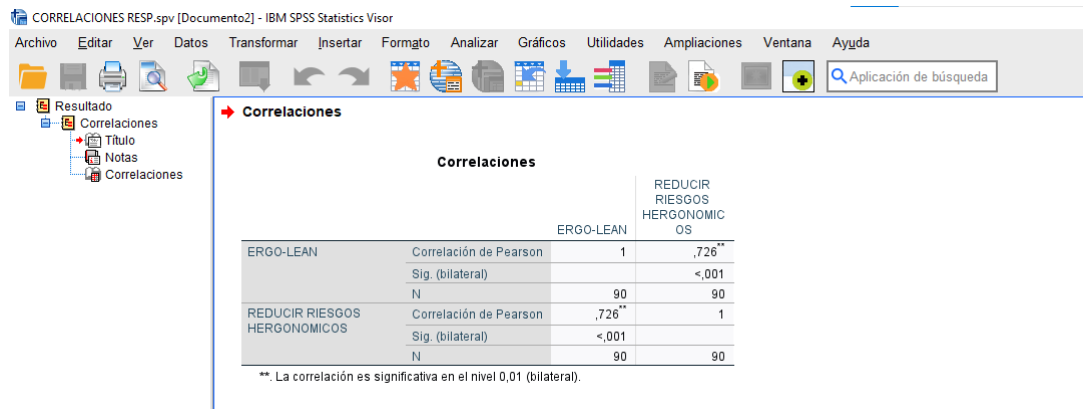 CORRELACIONES RESP.spv [Documento2] - IBM SPSS Statistics Visor
Archivo Editar Ver Datos Transformar Insertar Formato Analizar Gráficos Utilidades Ampliaciones Ventana Ayuda
Aplicación de búsqueda
Resultado
Correlaciones
Título
Notas
Correlaciones
Correlaciones
Correlaciones
ERGO-LEAN REDUCIR RIESGOS HERGONOMICOS
ERGO-LEAN Correlación de Pearson 1 ,726**
Sig. (bilateral) <,001
N 90 90
REDUCIR RIESGOS HERGONOMICOS Correlación de Pearson ,726** 1
Sig. (bilateral) <,001
N 90 90
**. La correlación es significativa en el nivel 0,01 (bilateral).